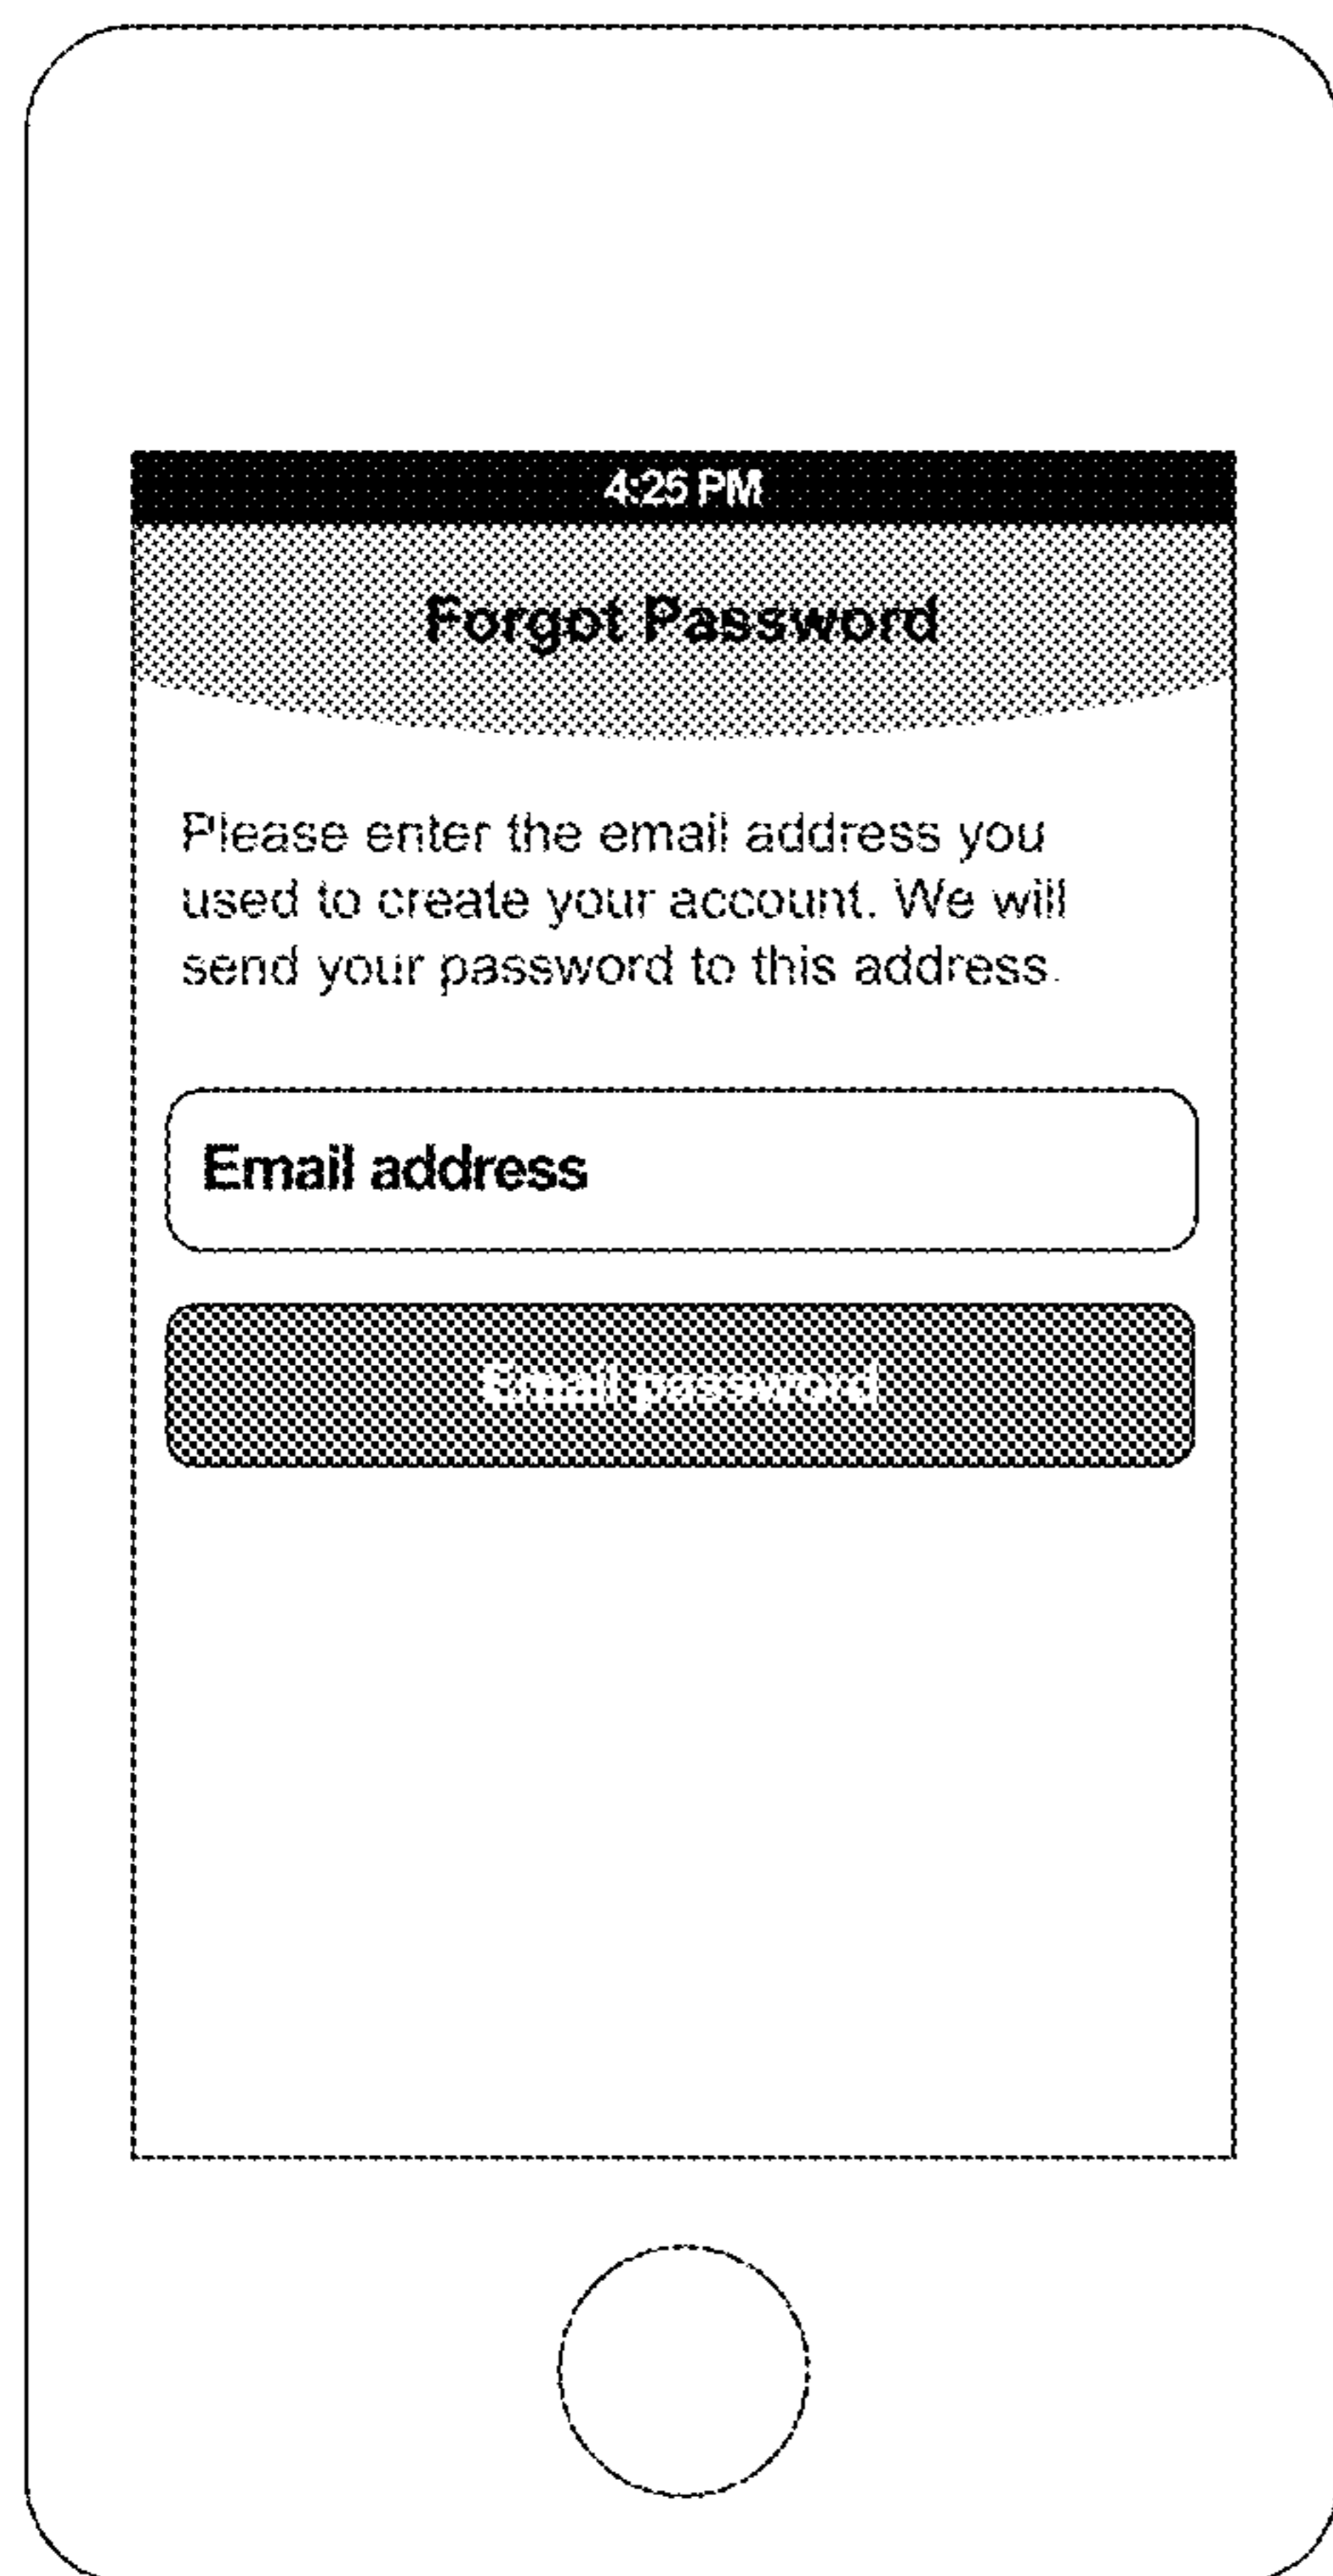 4:25 PM
Forgot Password
Please enter the email address you
used to create your account. We will
send your password to this address.
Email address
Email password